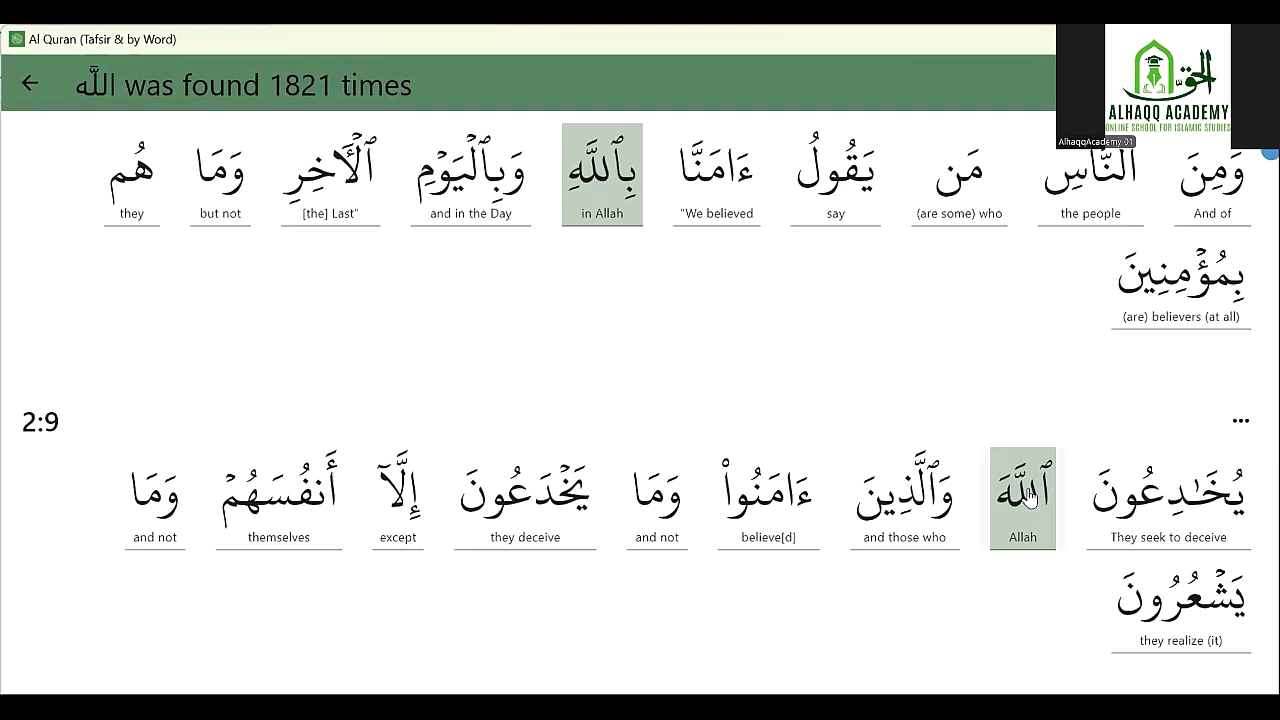 Al Quran (Tafsir & by Word)
اللَّه was found 1821 times
الحق
ALHAQQ ACADEMY
ONLINE SCHOOL FOR ISLAMIC STUDIES
AlhaqqAcademy 01
وَمِنَ ٱلنَّاسِ مَن يَقُولُ ءَامَنَّا بِٱللَّهِ وَبِٱلْيَوْمِ ٱلْـَٔاخِرِ وَمَا هُم
And of the people (are some) who say "We believed in Allah and in the Day [the] Last" but not they
بِمُؤْمِنِينَ
(are) believers (at all)
2:9 ...
يُخَـٰدِعُونَ ٱللَّهَ وَٱلَّذِينَ ءَامَنُوا۟ وَمَا يَخْدَعُونَ إِلَّآ أَنفُسَهُمْ وَمَا
They seek to deceive Allah and those who believe[d] and not they deceive except themselves and not
يَشْعُرُونَ
they realize (it)